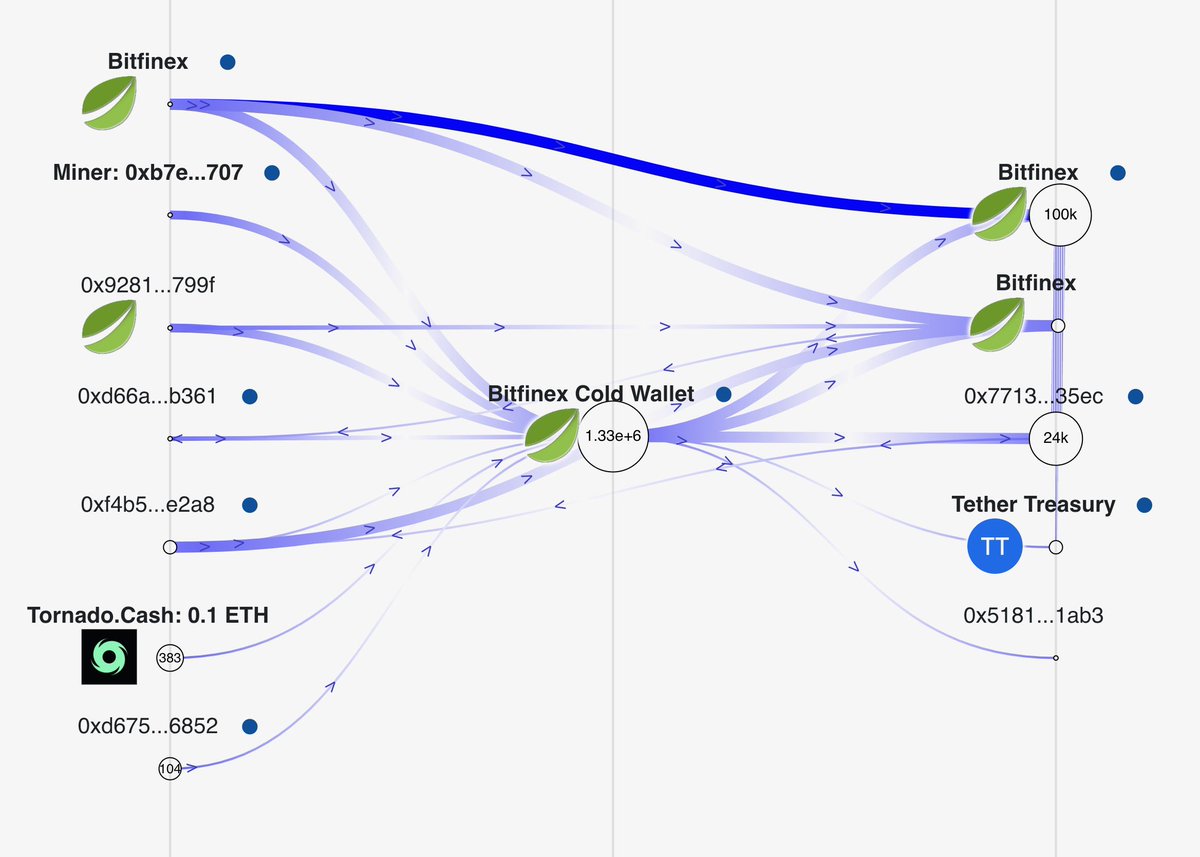 Bitfinex
Miner: 0xb7e...707
0x9281...799f
0xd66a...b361
0xf4b5...e2a8
Tornado.Cash: 0.1 ETH
383
0xd675...6852
104
Bitfinex Cold Wallet
1.33e+6
Bitfinex
100k
Bitfinex
0x7713...35ec
24k
Tether Treasury
TT
0x5181...1ab3